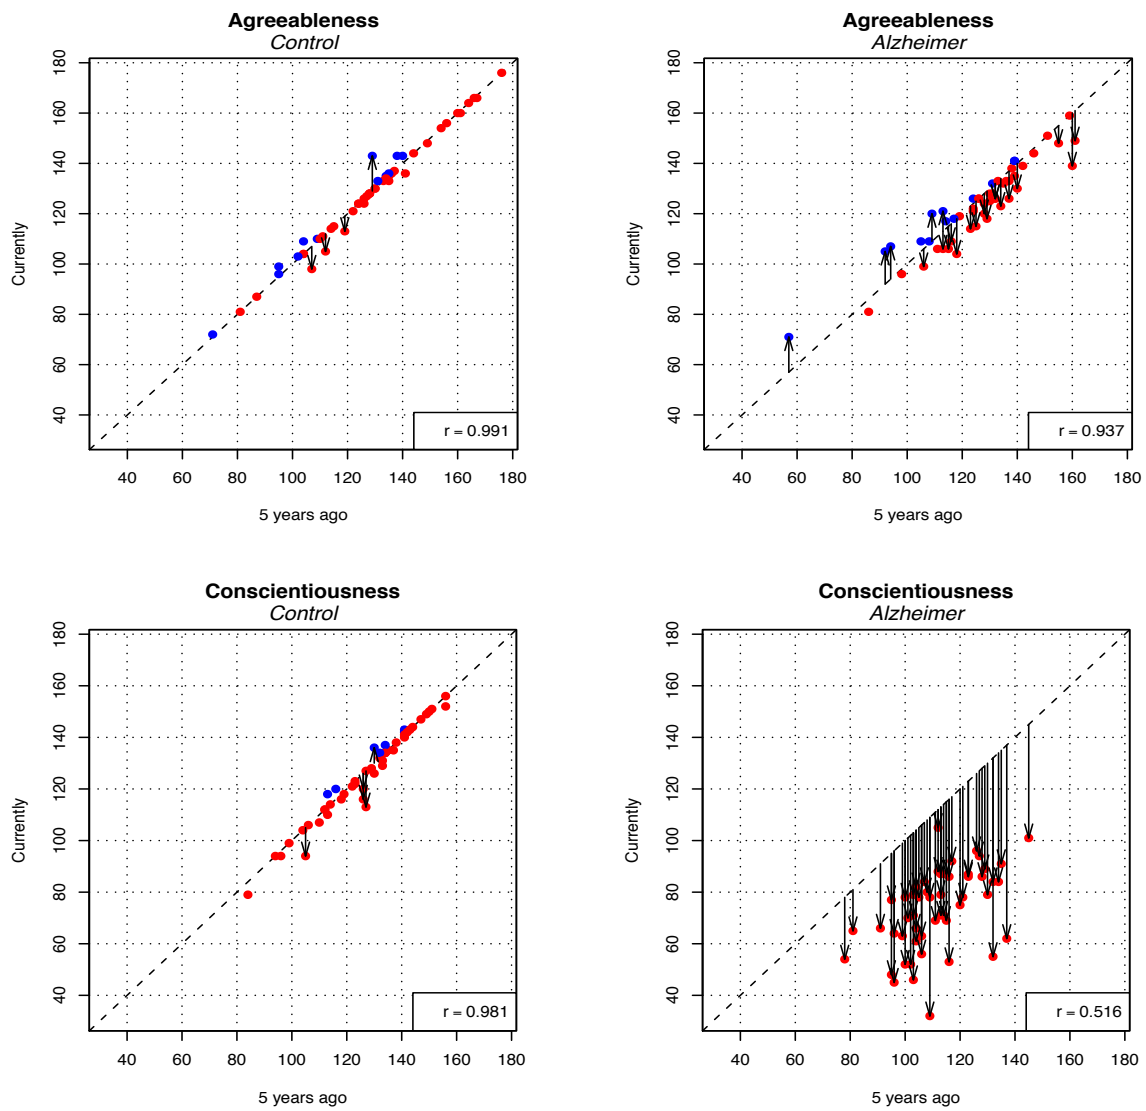 Agreeableness
Control
Currently
40 60 80 100 120 140 160 180
40 60 80 100 120 140 160 180
5 years ago
r = 0.991
Agreeableness
Alzheimer
Currently
40 60 80 100 120 140 160 180
40 60 80 100 120 140 160 180
5 years ago
r = 0.937
Conscientiousness
Control
Currently
40 60 80 100 120 140 160 180
40 60 80 100 120 140 160 180
5 years ago
r = 0.981
Conscientiousness
Alzheimer
Currently
40 60 80 100 120 140 160 180
40 60 80 100 120 140 160 180
5 years ago
r = 0.516